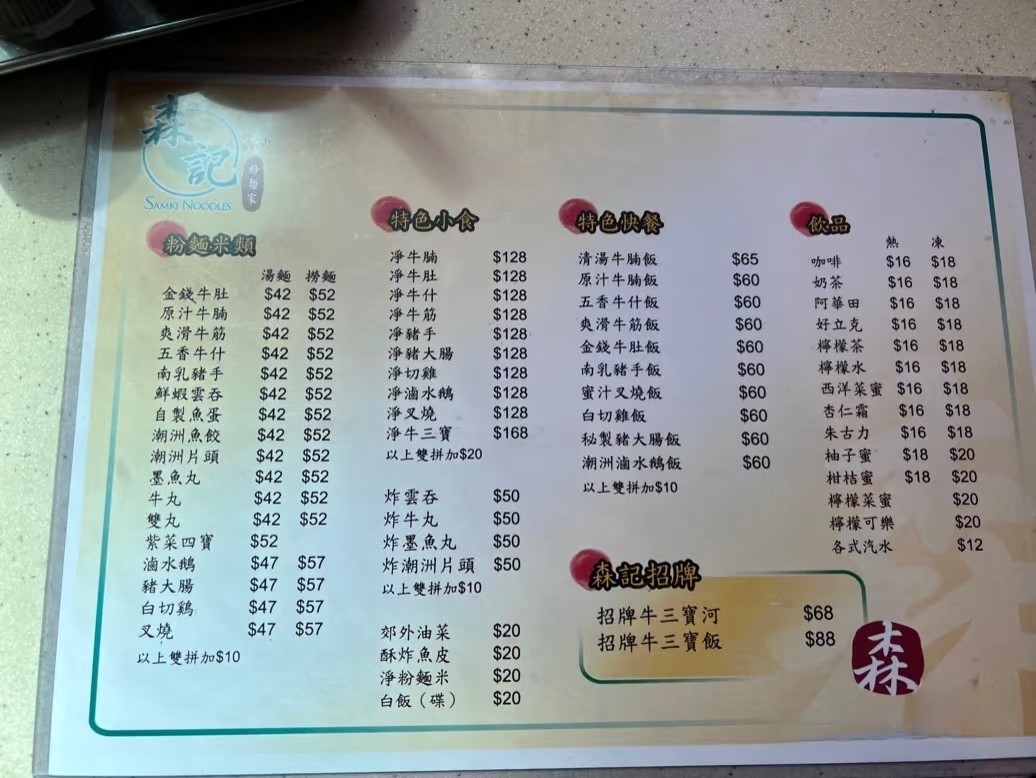 森記
SAMKI NOODLES
粉麵米類
湯麵 撈麵
金錢牛肚 $42 $52
原汁牛腩 $42 $52
爽滑牛筋 $42 $52
五香牛什 $42 $52
南乳豬手 $42 $52
鮮蝦雲吞 $42 $52
自製魚蛋 $42 $52
潮洲魚餃 $42 $52
潮洲片頭 $42 $52
墨魚丸 $42 $52
牛丸 $42 $52
雙丸 $42 $52
紫菜四寶 $52
滷水鵝 $47 $57
豬大腸 $47 $57
白切鷄 $47 $57
叉燒 $47 $57
以上雙拼加$10
特色小食
凈牛腩 $128
凈牛肚 $128
凈牛什 $128
凈牛筋 $128
凈豬手 $128
淨豬大腸 $128
淨切雞 $128
淨滷水鵝 $128
淨叉燒 $128
淨牛三寶 $168
以上雙拼加$20
炸雲吞 $50
炸牛丸 $50
炸墨魚丸 $50
炸潮洲片頭 $50
以上雙拼加$10
郊外油菜 $20
酥炸魚皮 $20
淨粉麵米 $20
白飯（碟） $20
特色快餐
清湯牛腩飯 $65
原汁牛腩飯 $60
五香牛什飯 $60
爽滑牛筋飯 $60
金錢牛肚飯 $60
南乳豬手飯 $60
蜜汁叉燒飯 $60
白切雞飯 $60
秘製豬大腸飯 $60
潮洲滷水鵝飯 $60
以上雙拼加$10
飲品
熱 凍
咖啡 $16 $18
奶茶 $16 $18
阿華田 $16 $18
好立克 $16 $18
檸檬茶 $16 $18
檸檬水 $16 $18
西洋菜蜜 $16 $18
杏仁霜 $16 $18
朱古力 $16 $18
柚子蜜 $18 $20
柑桔蜜 $18 $20
檸檬菜蜜 $20
檸檬可樂 $20
各式汽水 $12
森記招牌
招牌牛三寶河 $68
招牌牛三寶飯 $88
森